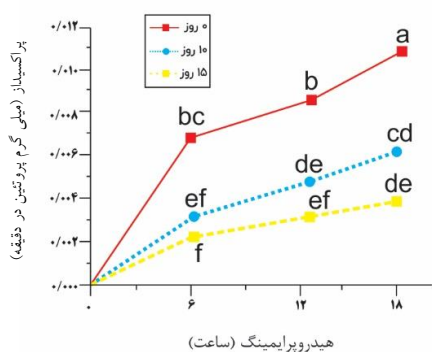 ۰ روز
۱۰ روز
۱۵ روز
پراکسیداز (میلی گرم پروتئین در دقیقه)
۰/۰۱۲
۰/۰۱۰
۰/۰۰۸
۰/۰۰۶
۰/۰۰۴
۰/۰۰۲
۰/۰۰۰
a
b
bc
cd
de
ef
de
ef
f
۰ ۶ ۱۲ ۱۸
هیدروپرایمینگ (ساعت)